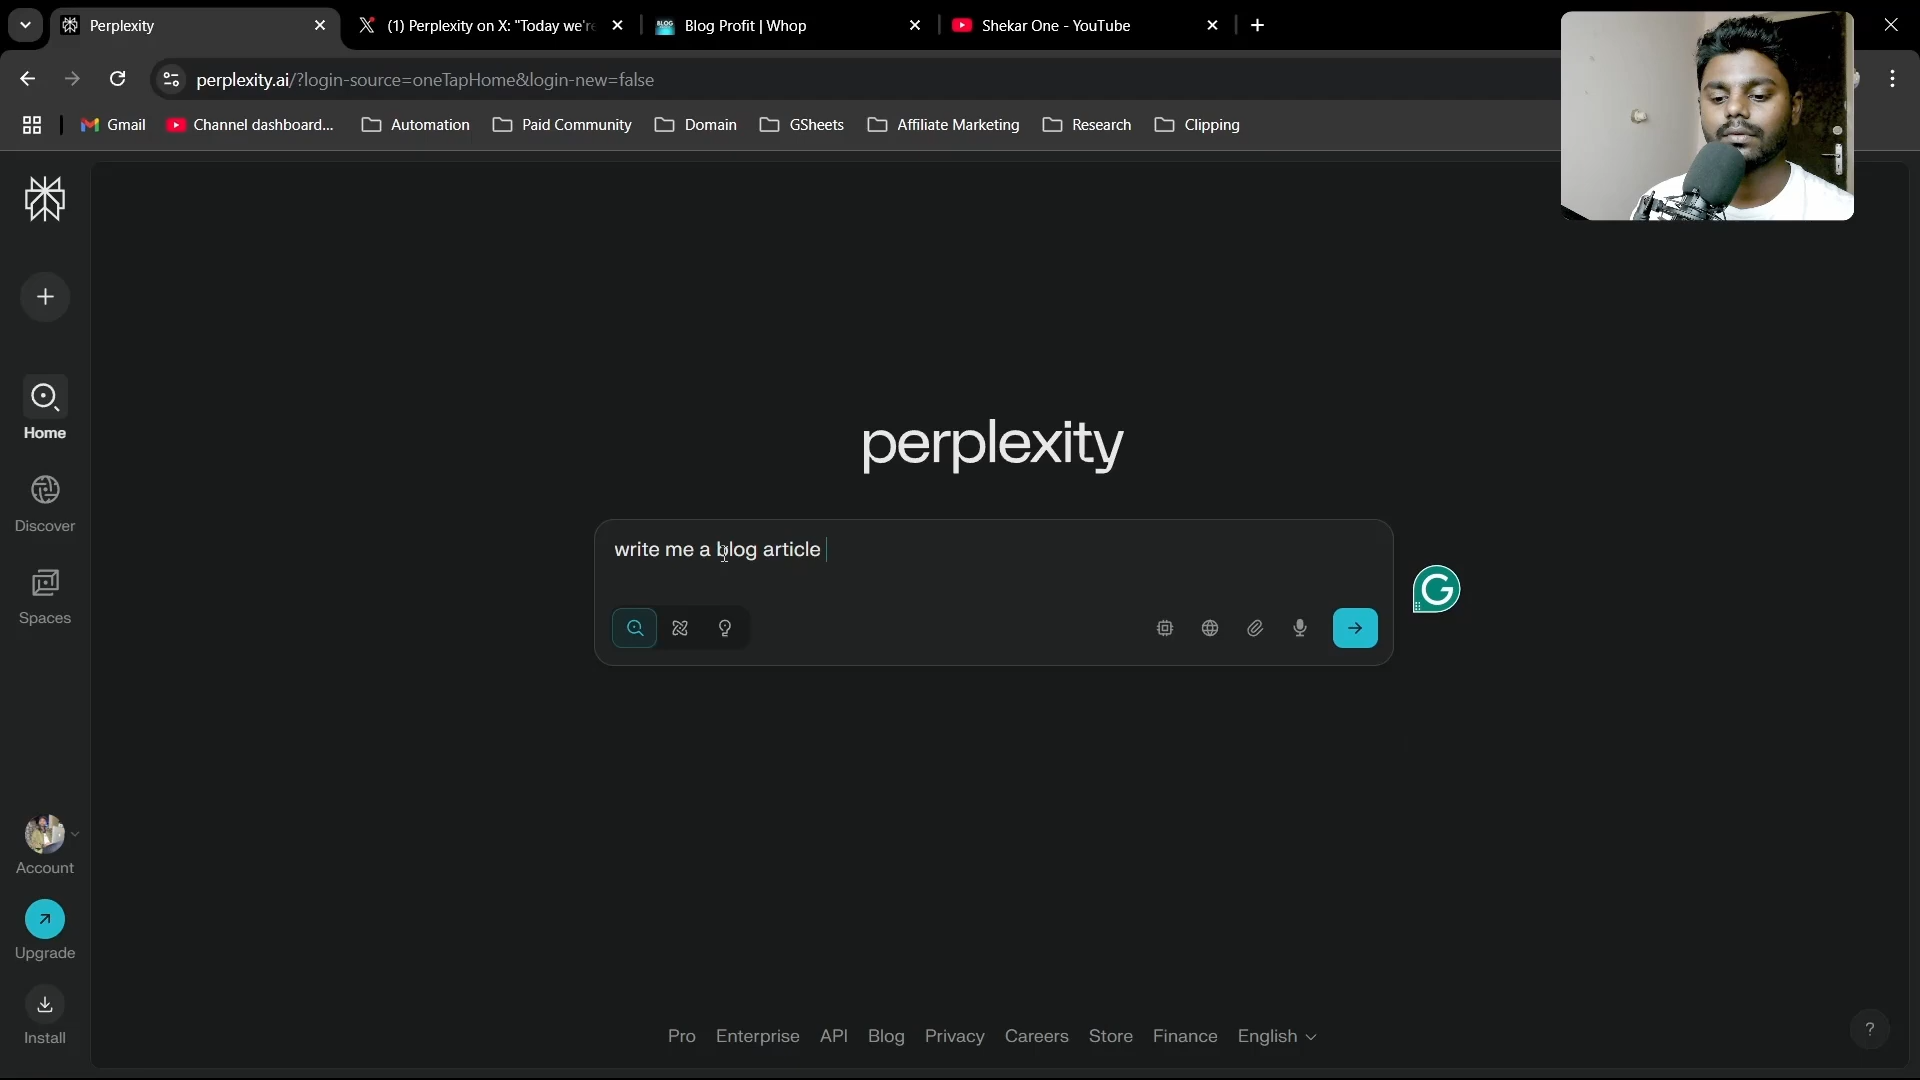 Perplexity
(1) Perplexity on X: "Today we're
BLOG
Blog Profit | Whop
Shekar One - YouTube
perplexity.ai/?login-source=oneTapHome&login-new=false
Gmail
Channel dashboard...
Automation
Paid Community
Domain
GSheets
Affiliate Marketing
Research
Clipping
Home
Discover
Spaces
Account
Upgrade
Install
perplexity
write me a blog article
Pro
Enterprise
API
Blog
Privacy
Careers
Store
Finance
English
?